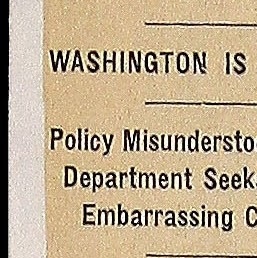 WASHINGTON IS
Policy Misundersto
Department Seek
Embarrassing C